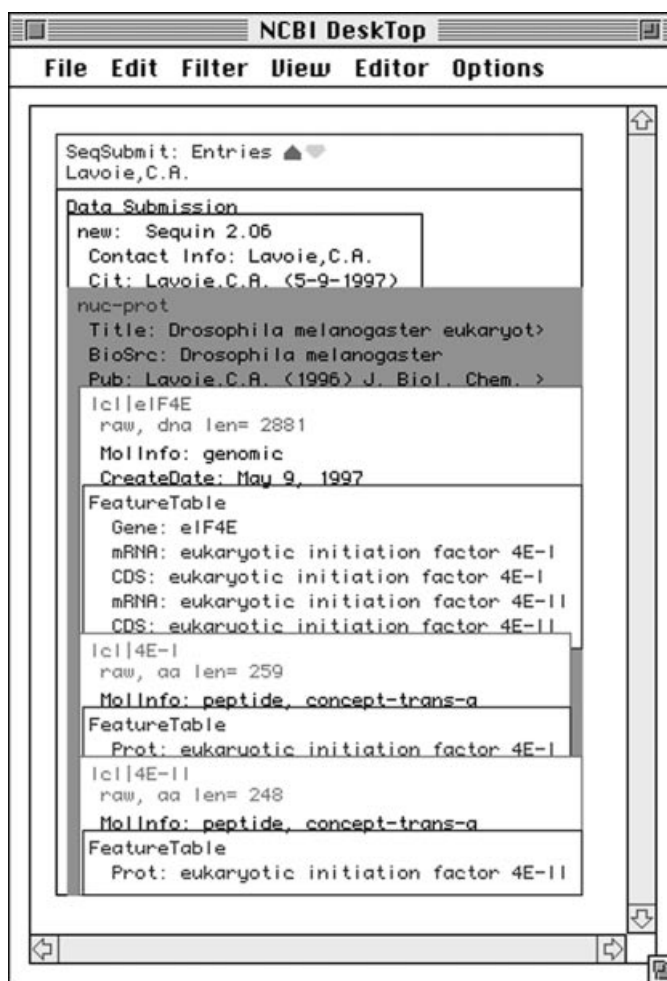 NCBI DeskTop
File Edit Filter View Editor Options
SeqSubmit: Entries
Lavoie,C.A.
Data Submission
new: Sequin 2.06
Contact Info: Lavoie,C.A.
Cit: Lavoie,C.A. (5-9-1997)
nuc-prot
Title: Drosophila melanogaster eukaryot>
BioSrc: Drosophila melanogaster
Pub: Lavoie,C.A. (1996) J. Biol. Chem. >
lcl|eIF4E
raw, dna len= 2881
MolInfo: genomic
CreateDate: May 9, 1997
FeatureTable
Gene: eIF4E
mRNA: eukaryotic initiation factor 4E-I
CDS: eukaryotic initiation factor 4E-I
mRNA: eukaryotic initiation factor 4E-II
CDS: eukaryotic initiation factor 4E-II
lcl|4E-I
raw, aa len= 259
MolInfo: peptide, concept-trans-a
FeatureTable
Prot: eukaryotic initiation factor 4E-I
lcl|4E-II
raw, aa len= 248
MolInfo: peptide, concept-trans-a
FeatureTable
Prot: eukaryotic initiation factor 4E-II